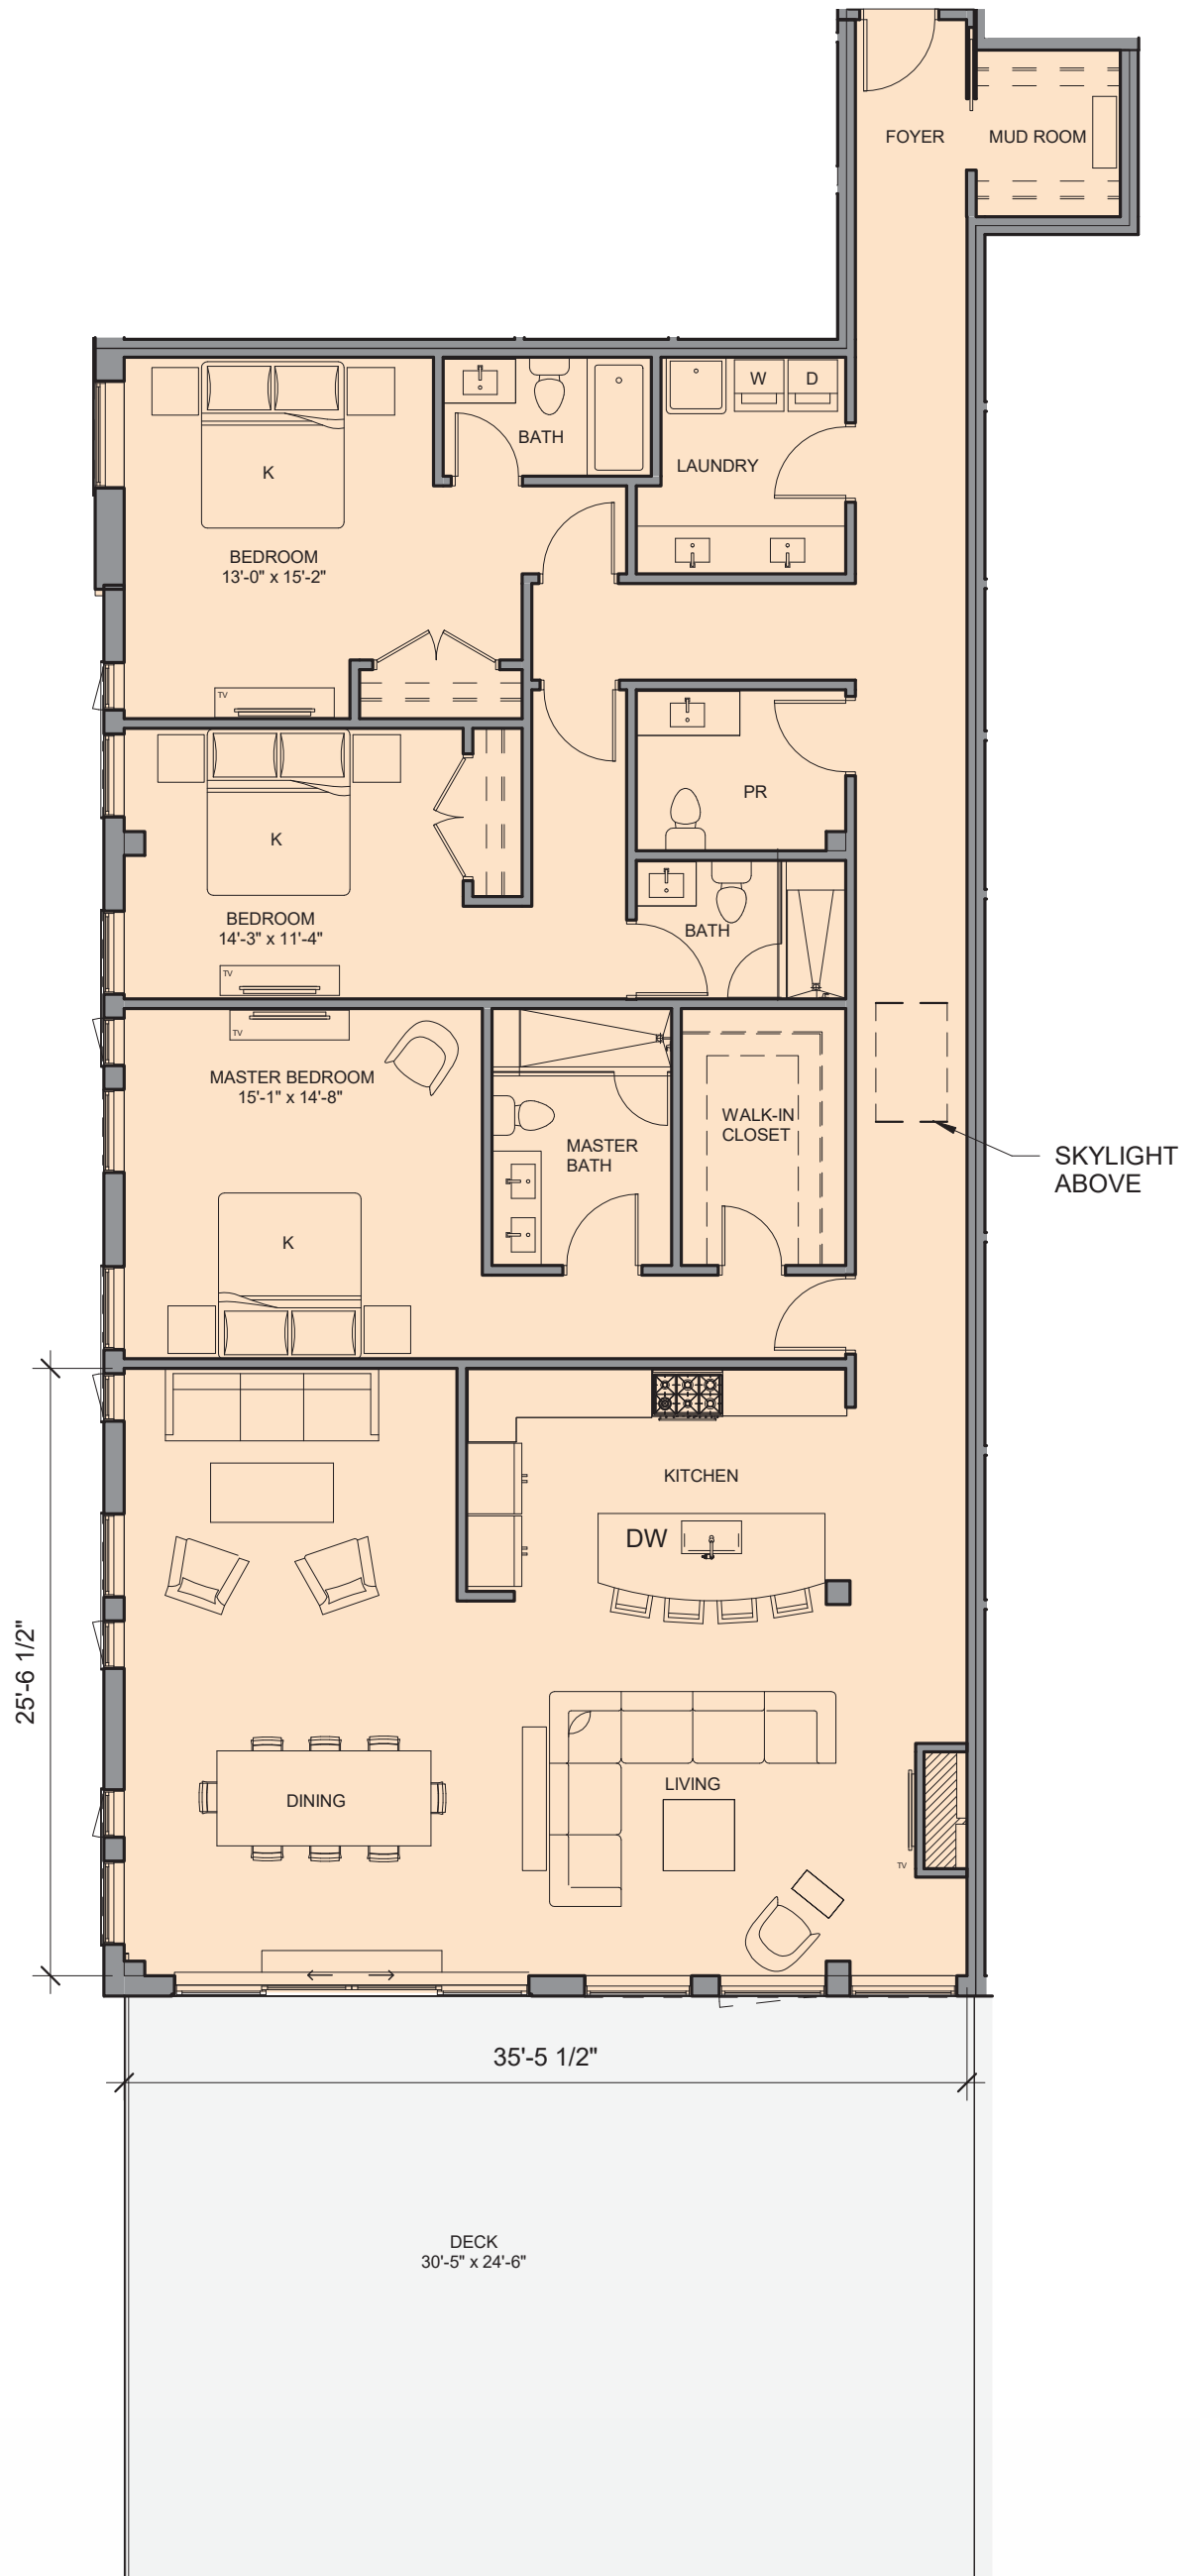 FOYER
MUD ROOM
W
D
BATH
LAUNDRY
K
BEDROOM
13'-0" x 15'-2"
TV
PR
K
BEDROOM
14'-3" x 11'-4"
BATH
TV
TV
MASTER BEDROOM
15'-1" x 14'-8"
WALK-IN
CLOSET
MASTER
BATH
SKYLIGHT
ABOVE
K
KITCHEN
DW
25'-6 1/2"
LIVING
DINING
TV
35'-5 1/2"
DECK
30'-5" x 24'-6"